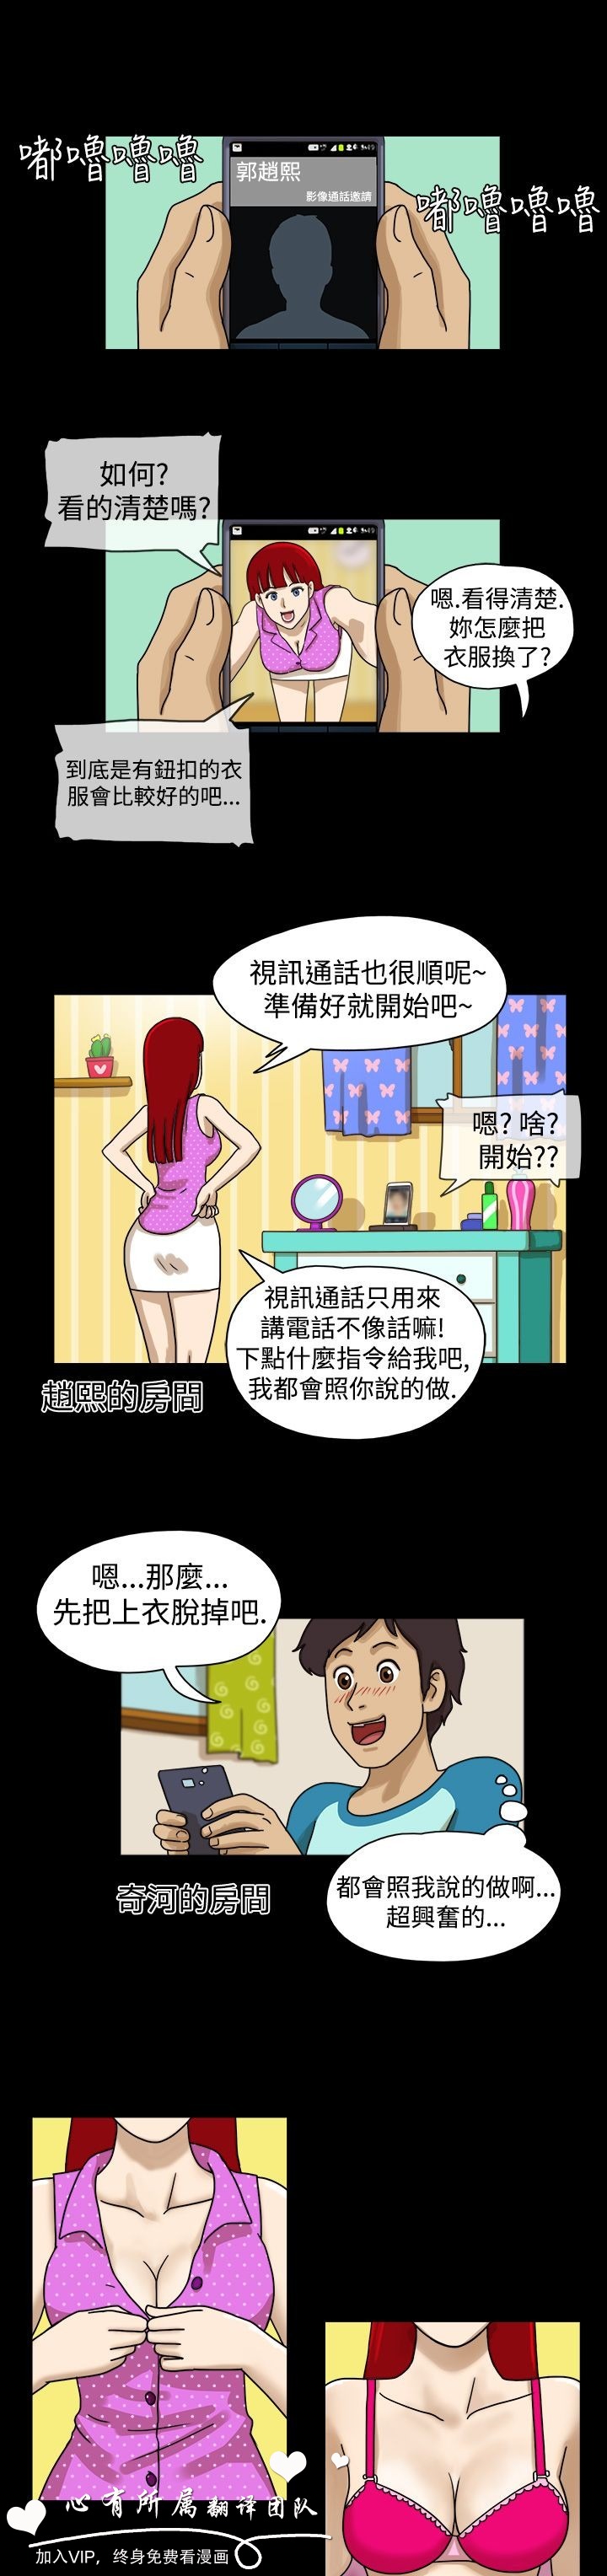 嘟嚕嚕嚕
郭趙熙
影像通話邀請
嘟嚕嚕嚕
如何?
看的清楚嗎?
嗯.看得清楚.
妳怎麼把
衣服換了?
到底是有鈕扣的衣
服會比較好的吧...
視訊通話也很順呢~
準備好就開始吧~
嗯? 啥?
開始??
視訊通話只用來
講電話不像話嘛!
下點什麼指令給我吧,
我都會照你說的做.
趙熙的房間
嗯...那麼...
先把上衣脫掉吧.
奇河的房間
都會照我說的做啊...
超興奮的...
心有所属翻译团队
加入VIP，终身免费看漫画